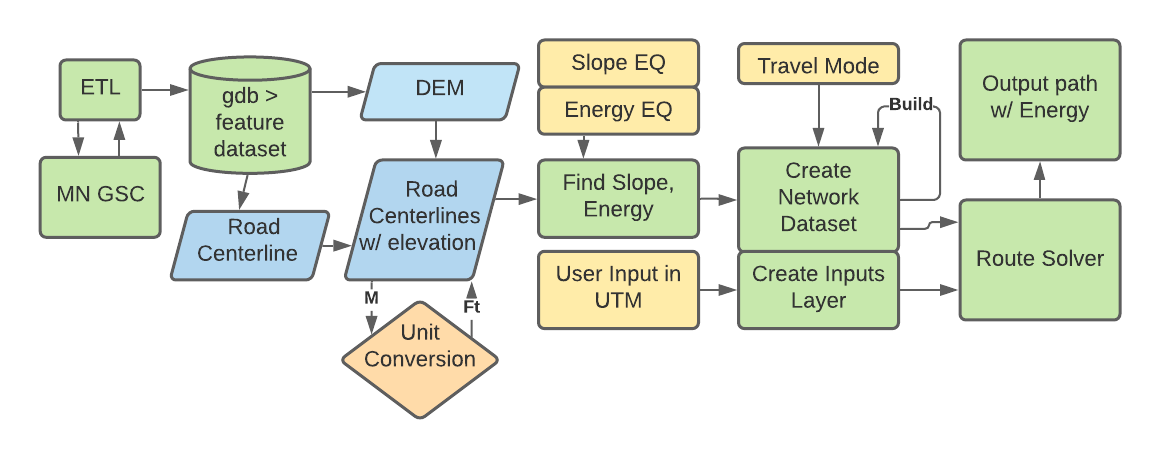 ETL
MN GSC
gdb >
feature
dataset
Road
Centerline
DEM
Road
Centerlines
w/ elevation
M
Ft
Unit
Conversion
Slope EQ
Energy EQ
Find Slope,
Energy
User Input in
UTM
Travel Mode
Build
Create
Network
Dataset
Create Inputs
Layer
Output path
w/ Energy
Route Solver